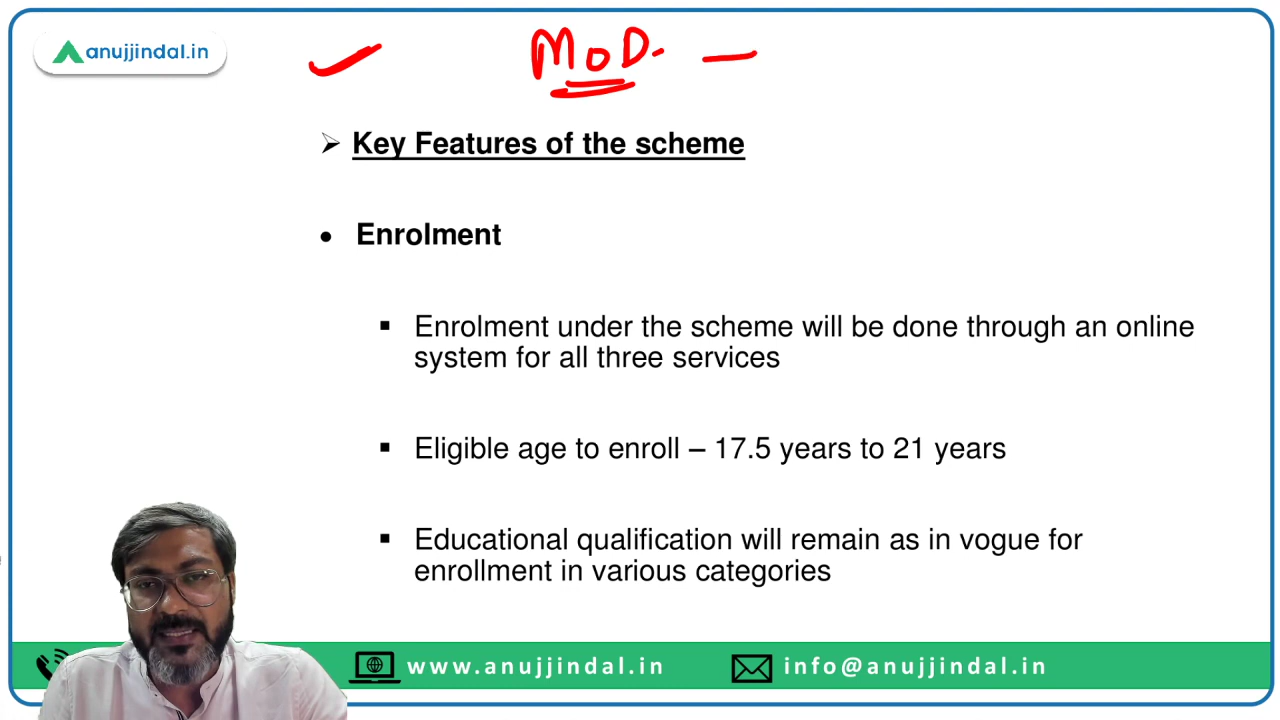 anujjindal.in
MoD. —
Key Features of the scheme
Enrolment
Enrolment under the scheme will be done through an online
system for all three services
Eligible age to enroll – 17.5 years to 21 years
Educational qualification will remain as in vogue for
enrollment in various categories
www.anujjindal.in
info@anujjindal.in